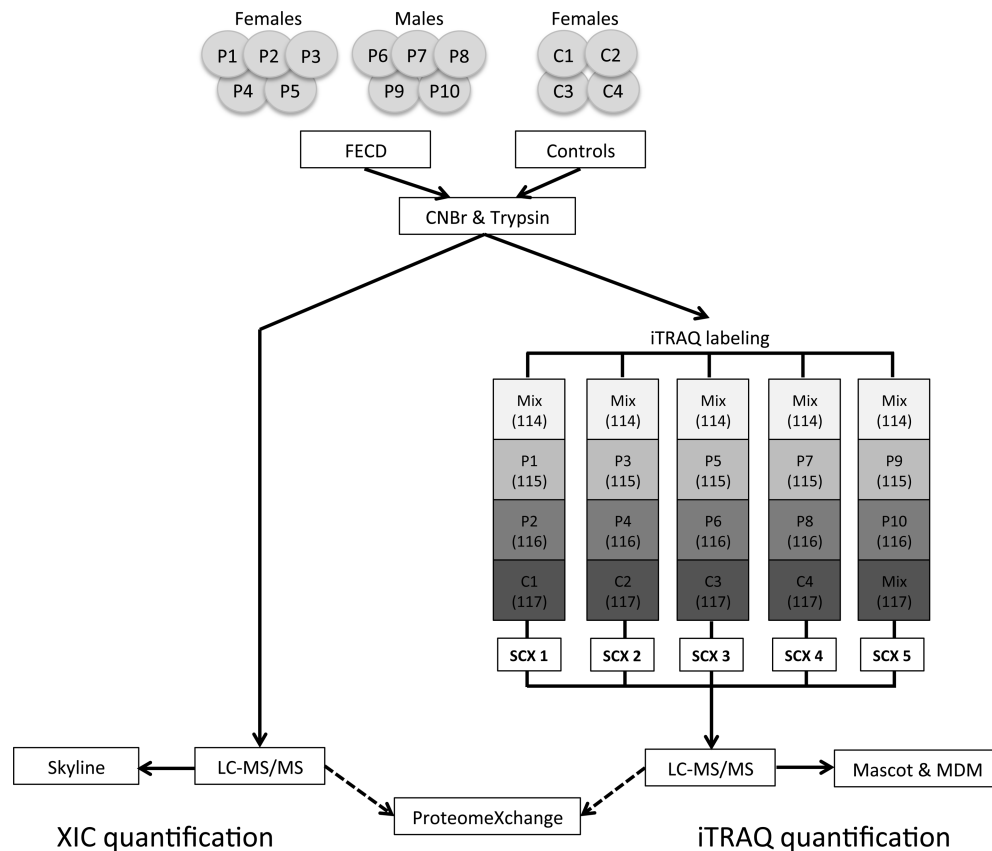 Females Males Females
P1 P2 P3 P6 P7 P8 C1 C2
P4 P5 P9 P10 C3 C4
FECD Controls
CNBr & Trypsin
iTRAQ labeling
Mix Mix Mix Mix Mix
(114) (114) (114) (114) (114)
P1 P3 P5 P7 P9
(115) (115) (115) (115) (115)
P2 P4 P6 P8 P10
(116) (116) (116) (116) (116)
C1 C2 C3 C4 Mix
(117) (117) (117) (117) (117)
SCX 1 SCX 2 SCX 3 SCX 4 SCX 5
Skyline LC-MS/MS LC-MS/MS Mascot & MDM
ProteomeXchange
XIC quantification iTRAQ quantification